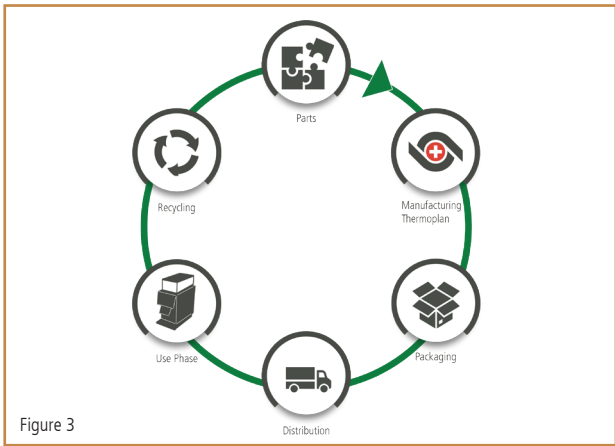 Parts
Manufacturing
Thermoplan
Recycling
Use Phase
Packaging
Distribution
Figure 3